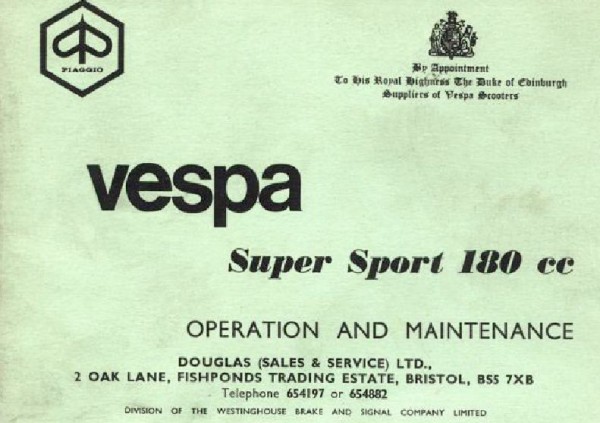 PIAGGIO
By Appointment
To His Royal Highness The Duke of Edinburgh
Suppliers of Vespa Scooters
vespa
Super Sport 180 cc
OPERATION AND MAINTENANCE
DOUGLAS (SALES & SERVICE) LTD.,
2 OAK LANE, FISHPONDS TRADING ESTATE, BRISTOL, BS5 7XB
Telephone 654197 or 654882
DIVISION OF THE WESTINGHOUSE BRAKE AND SIGNAL COMPANY LIMITED